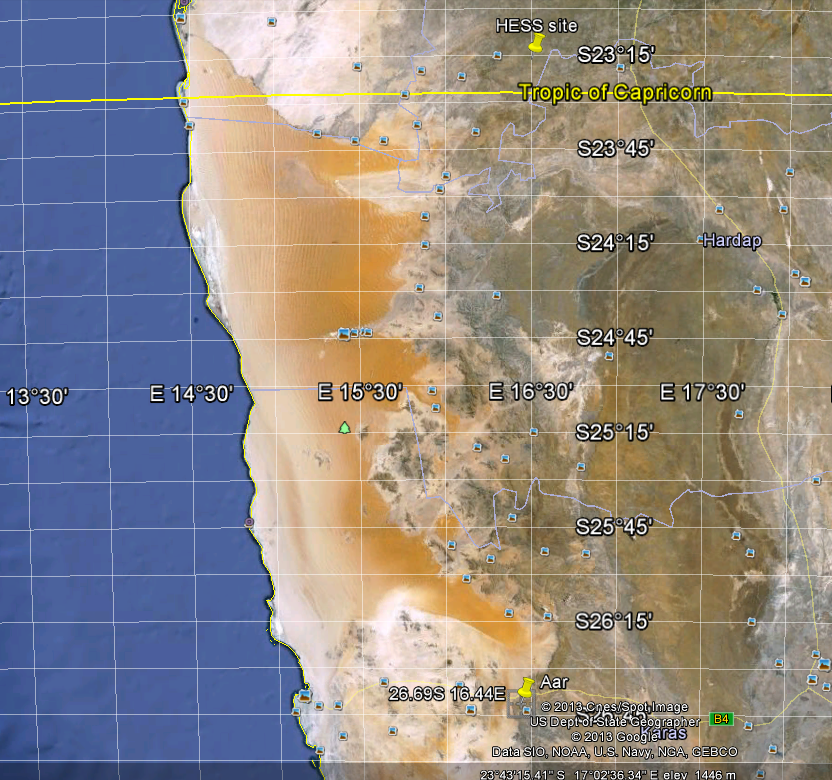 HESS site
S23°15'
Tropic of Capricorn
S23°45'
Hardap
S24°15'
S24°45'
13°30'
E 14°30'
E 15°30'
E 16°30'
E 17°30'
S25°15'
S25°45'
S26°15'
Aar
26.69S 16.44E
© 2013 Cnes/Spot Image
US Dept of State Geographer
B4
© 2013 Google
Karas
Data SIO, NOAA, U.S. Navy, NGA, GEBCO
23°43'15.41" S 17°02'36.34" E elev 1446 m